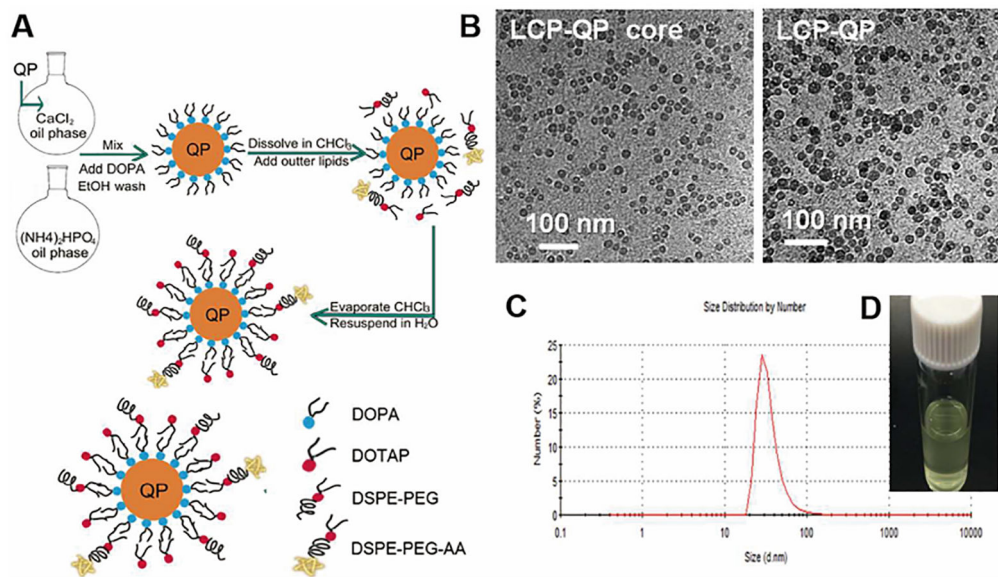 A
QP
CaCl₂
oil phase
(NH4)₂HPO₄
oil phase
Mix
Add DOPA
EtOH wash
QP
Dissolve in CHCl₃
Add outter lipids
QP
Evaporate CHCl₃
Resuspend in H₂O
QP
QP
DOPA
DOTAP
DSPE-PEG
DSPE-PEG-AA
B
LCP-QP core
100 nm
LCP-QP
100 nm
C
Size Distribution by Number
Number (%)
25
20
15
10
5
0
0.1
1
10
100
1000
10000
Size (d.nm)
D